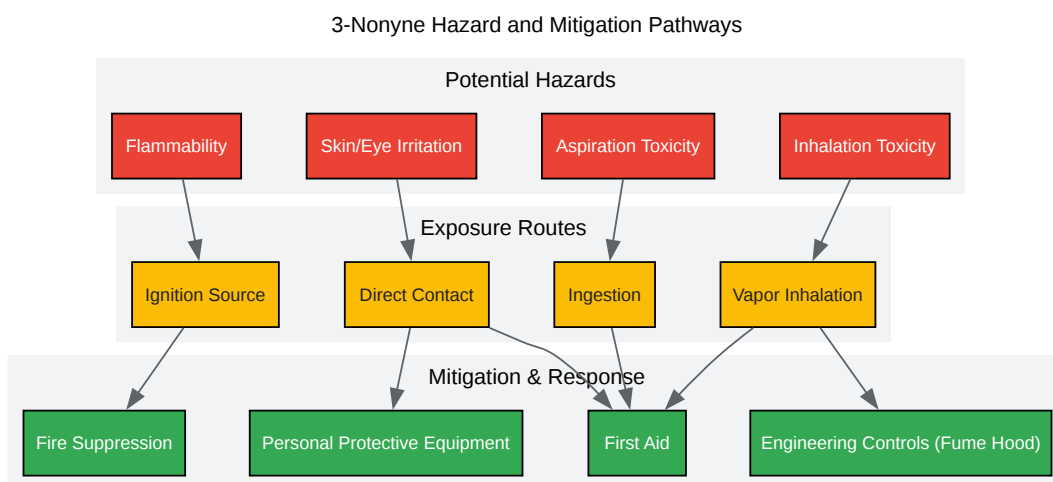 3-Nonyne Hazard and Mitigation Pathways
Potential Hazards
Flammability
Skin/Eye Irritation
Aspiration Toxicity
Inhalation Toxicity
Exposure Routes
Ignition Source
Direct Contact
Ingestion
Vapor Inhalation
Mitigation & Response
Fire Suppression
Personal Protective Equipment
First Aid
Engineering Controls (Fume Hood)